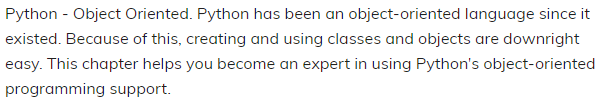 Python - Object Oriented. Python has been an object-oriented language since it
existed. Because of this, creating and using classes and objects are downright
easy. This chapter helps you become an expert in using Python's object-oriented
programming support.